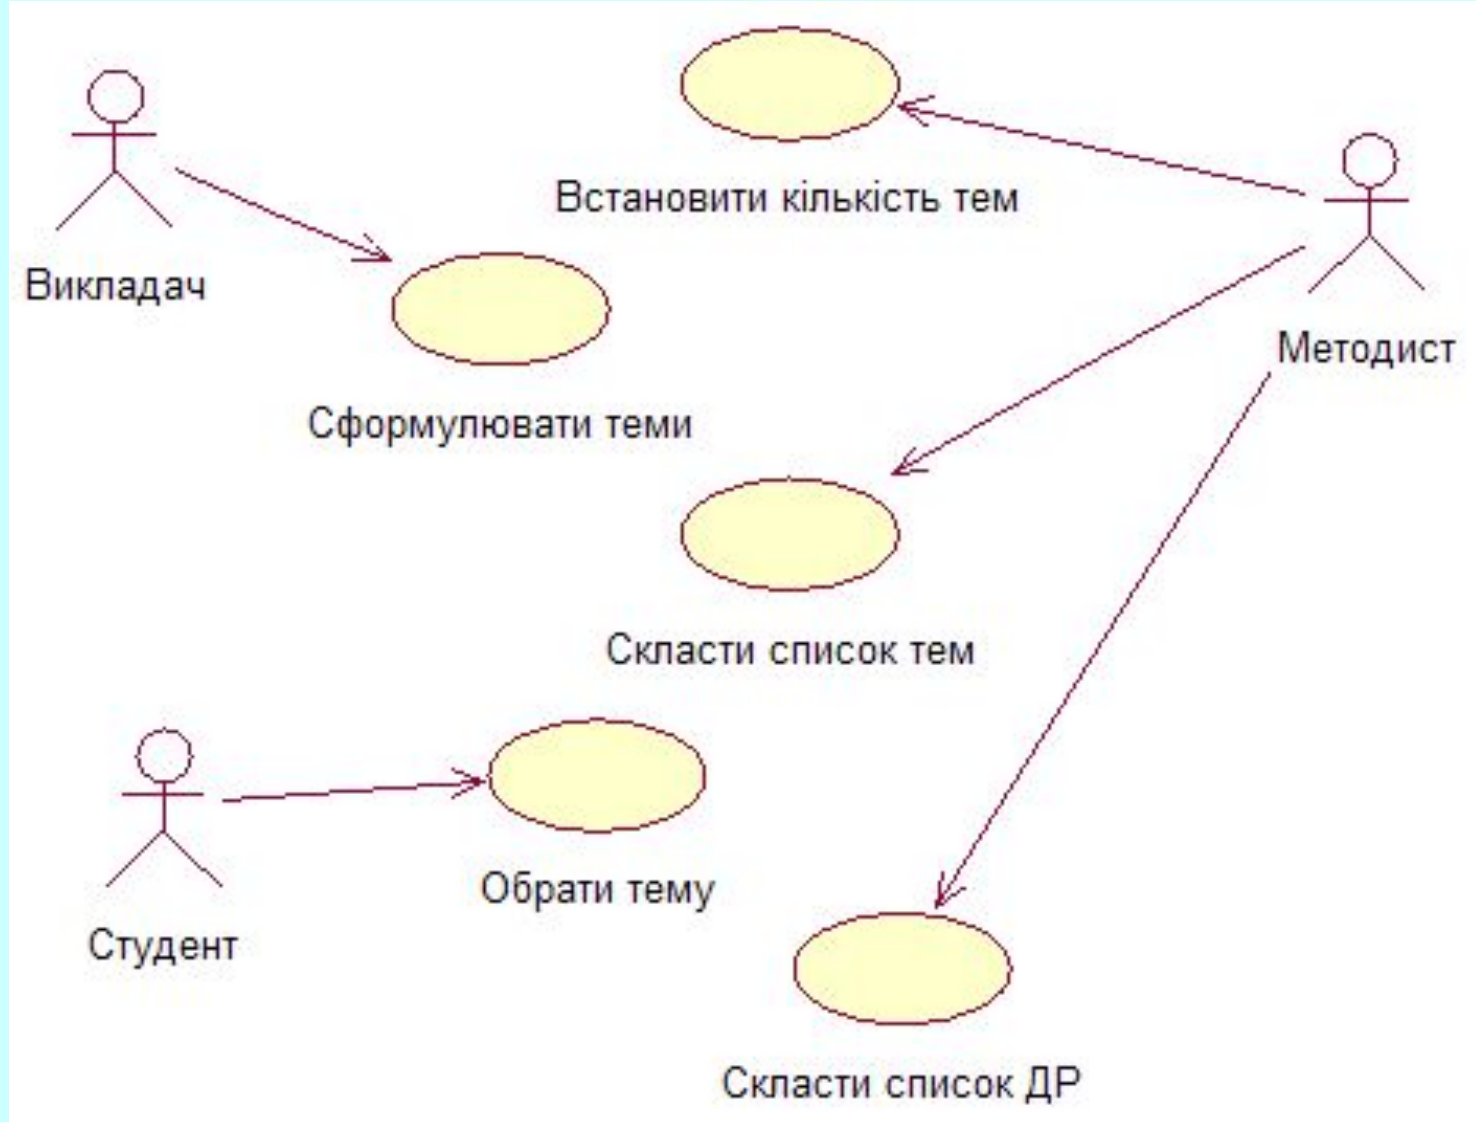 Встановити кількість тем
Викладач
Методист
Сформулювати теми
Скласти список тем
Обрати тему
Студент
Скласти список ДР